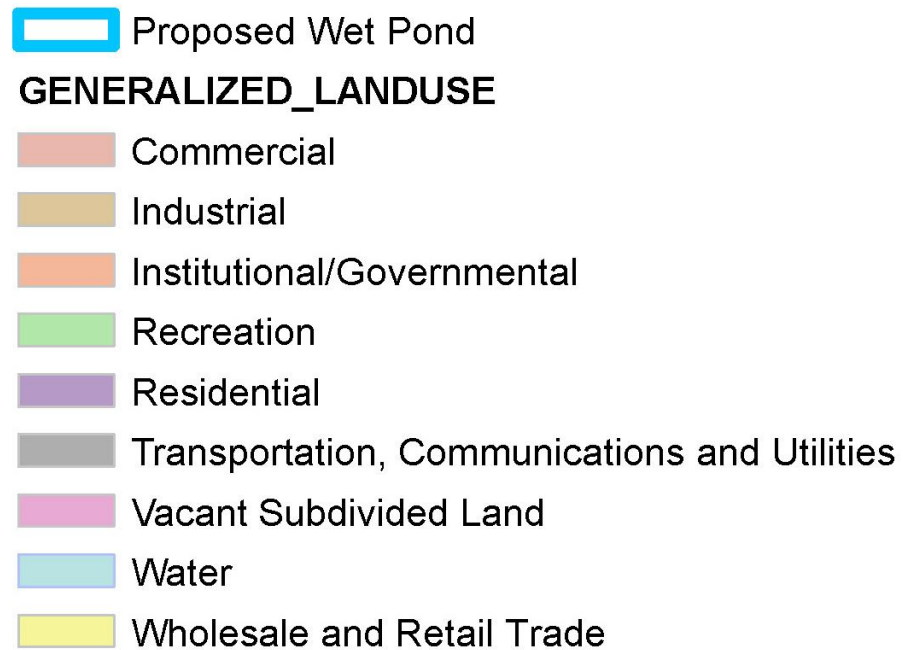 Proposed Wet Pond
GENERALIZED_LANDUSE
Commercial
Industrial
Institutional/Governmental
Recreation
Residential
Transportation, Communications and Utilities
Vacant Subdivided Land
Water
Wholesale and Retail Trade